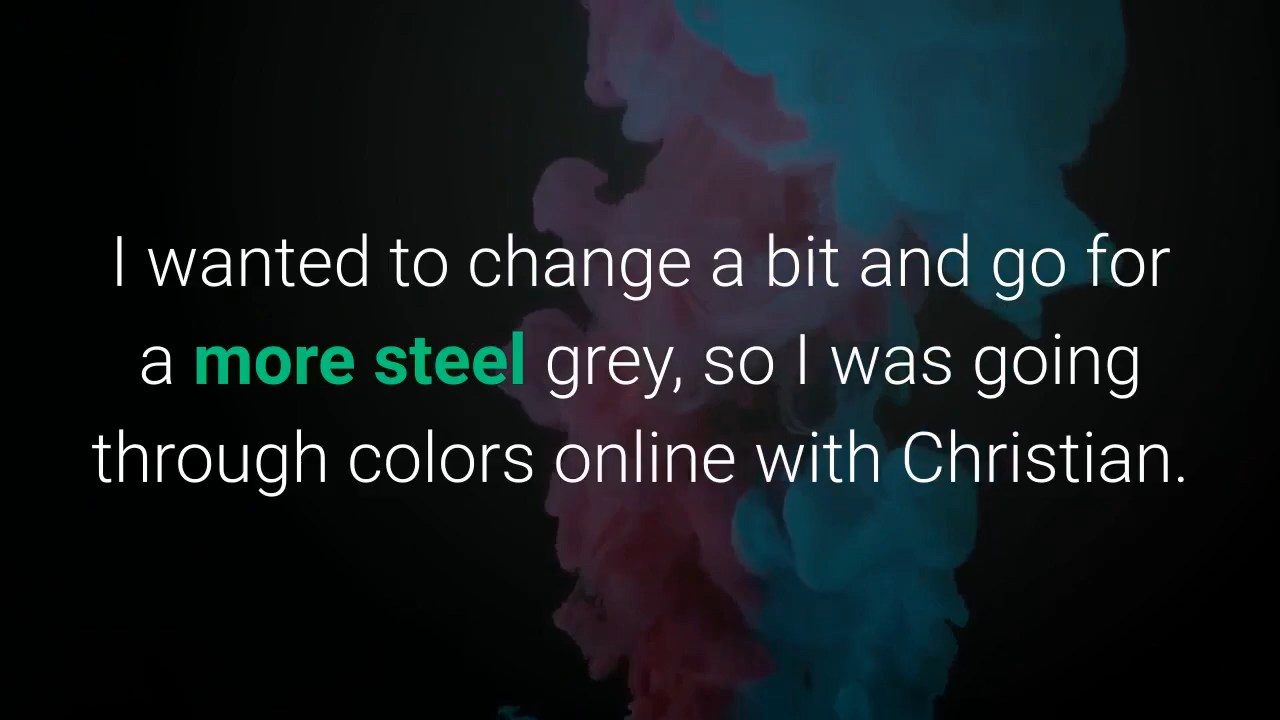 I wanted to change a bit and go for
a more steel grey, so I was going
through colors online with Christian.